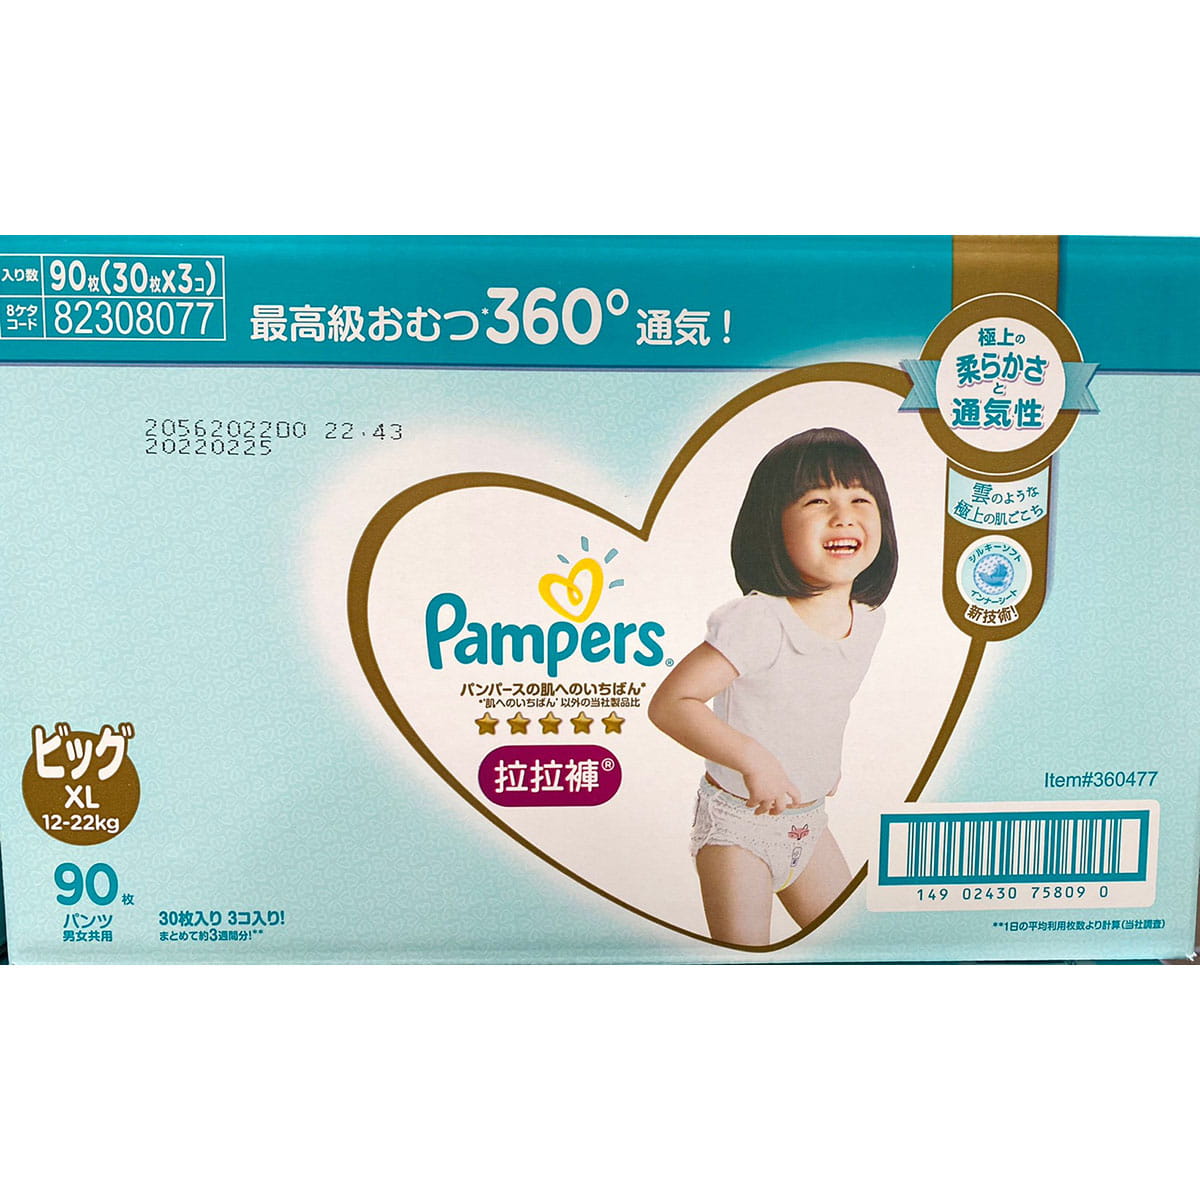 入り数 90枚(30枚x3コ)
8ケタコード 82308077
最高級おむつ*360°通気！
極上の
柔らかさ
と
通気性
雲のような
極上の肌ごこち
シルキーソフト
インナーシート
新技術！
2056202200 22.43
20220225
Pampers®
パンパースの肌へのいちばん*
*"肌へのいちばん"以外の当社製品比
拉拉褲®
ビッグ
XL
12-22kg
90枚
パンツ
男女共用
30枚入り 3コ入り!
まとめて約3週間分!**
Item#360477
149 02430 75809 0
**1日の平均利用枚数より計算(当社調査)